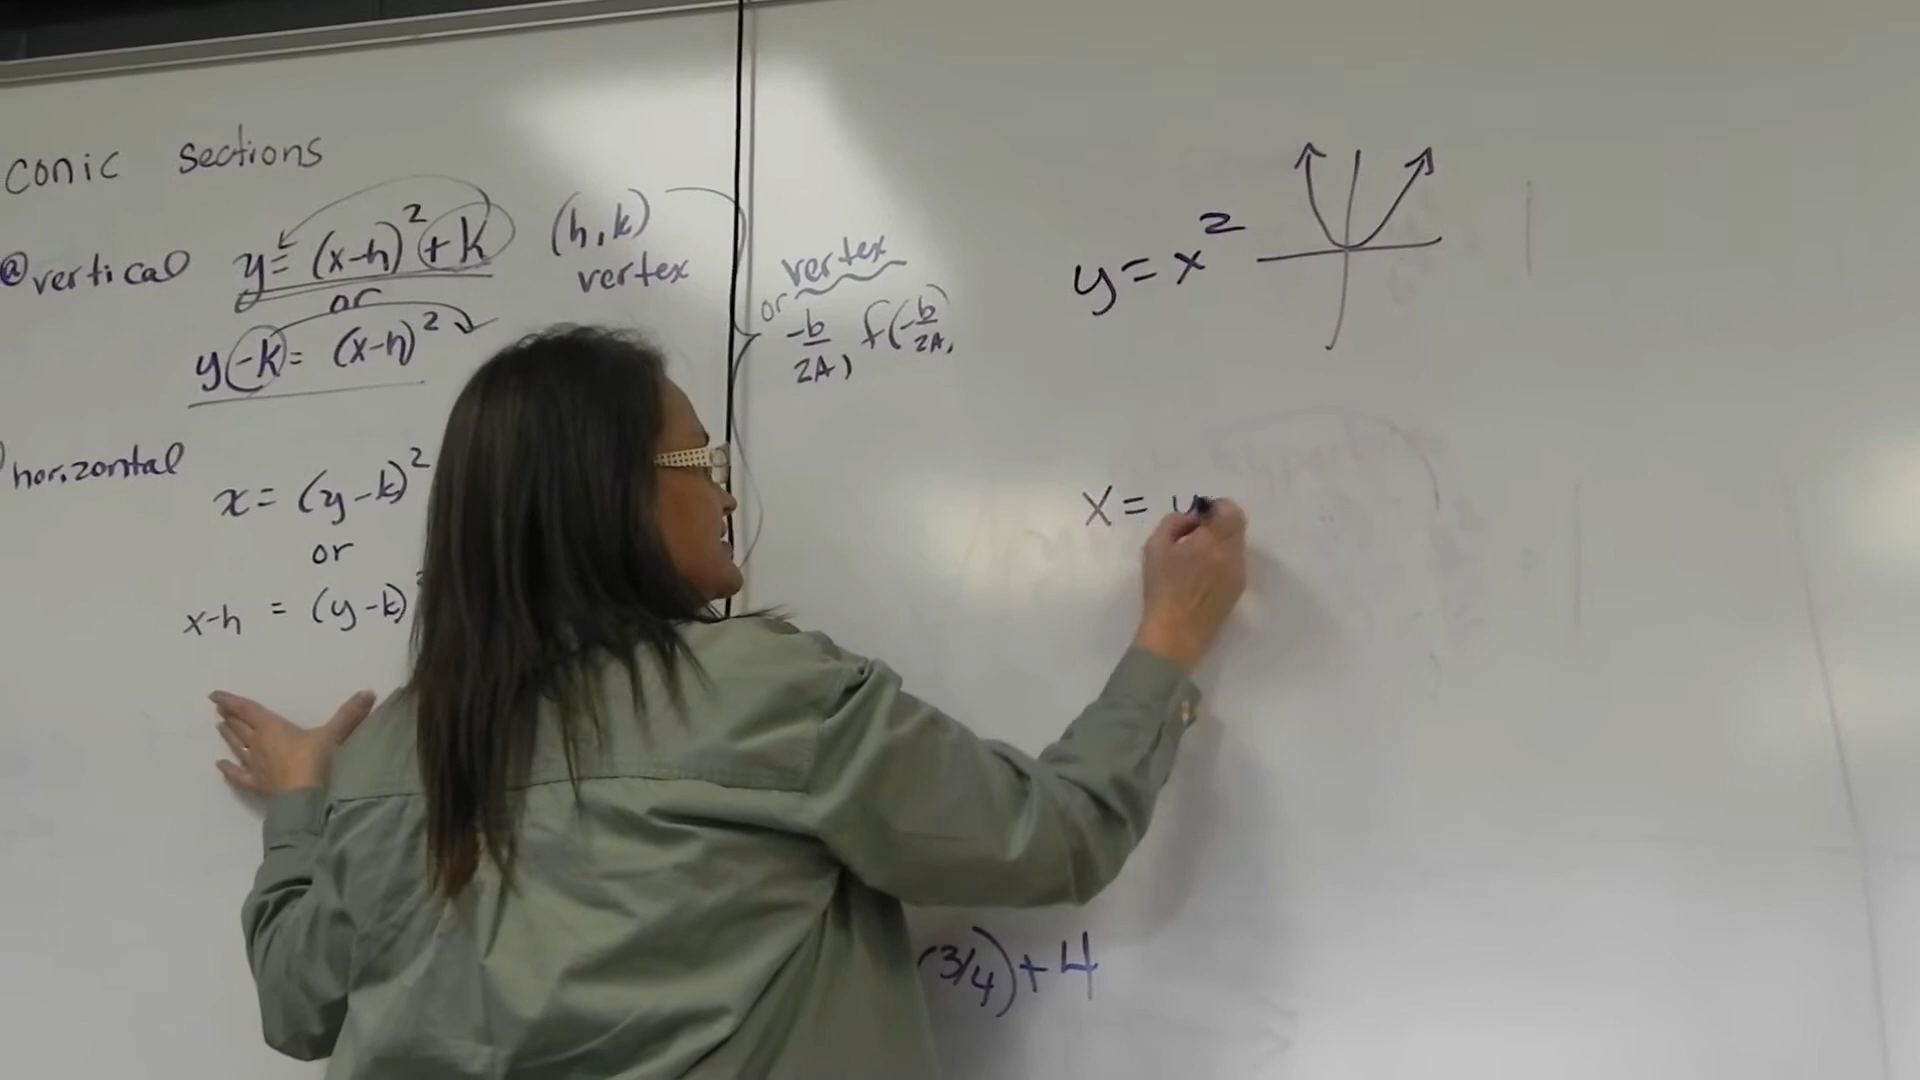 conic sections
@vertical y = (x-h)² + k (h, k)
or vertex
y - k = (x-h)²
horizontal
x = (y-k)²
or
x-h = (y-k)
vertex
or -b/2A, f(-b/2A,
y = x²
x = y
(3/4) + 4